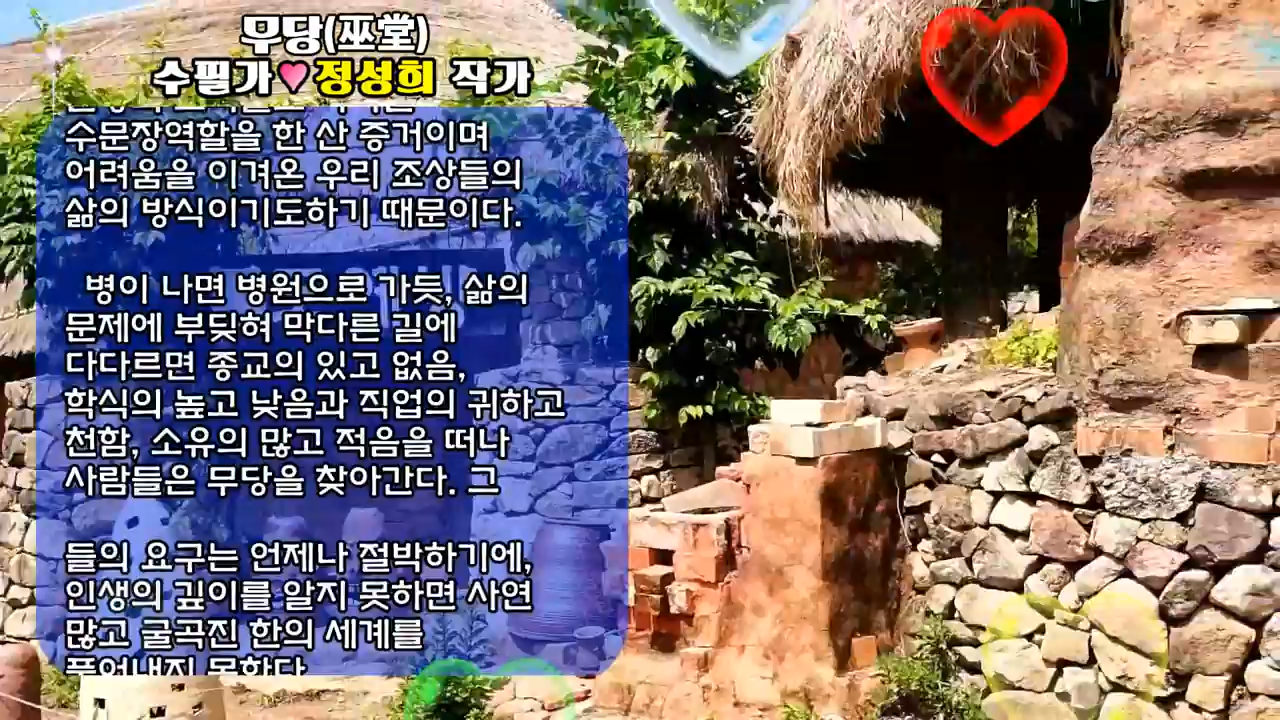 무당(巫堂)
수필가♥정성희 작가
수문장역할을 한 산 증거이며
어려움을 이겨온 우리 조상들의
삶의 방식이기도하기 때문이다.
병이 나면 병원으로 가듯, 삶의
문제에 부딪혀 막다른 길에
다다르면 종교의 있고 없음,
학식의 높고 낮음과 직업의 귀하고
천함, 소유의 많고 적음을 떠나
사람들은 무당을 찾아간다. 그
들의 요구는 언제나 절박하기에,
인생의 깊이를 알지 못하면 사연
많고 굴곡진 한의 세계를
풀어내지 못한다